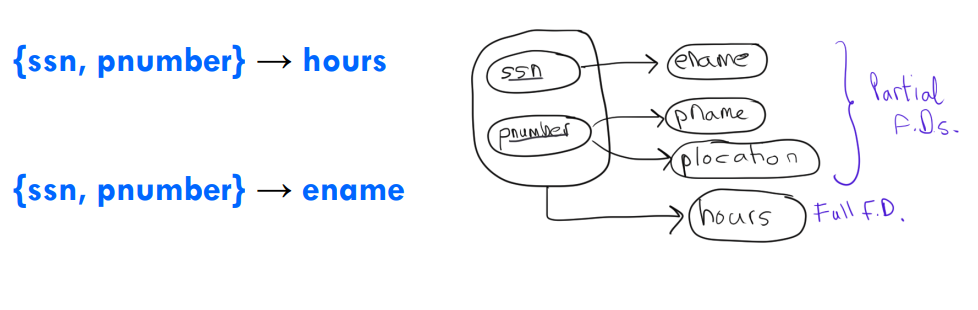 {ssn, pnumber} → hours
{ssn, pnumber} → ename
ssn
ename
pnumber
pname
plocation
hours
Partial
F.Ds.
Full F.D.